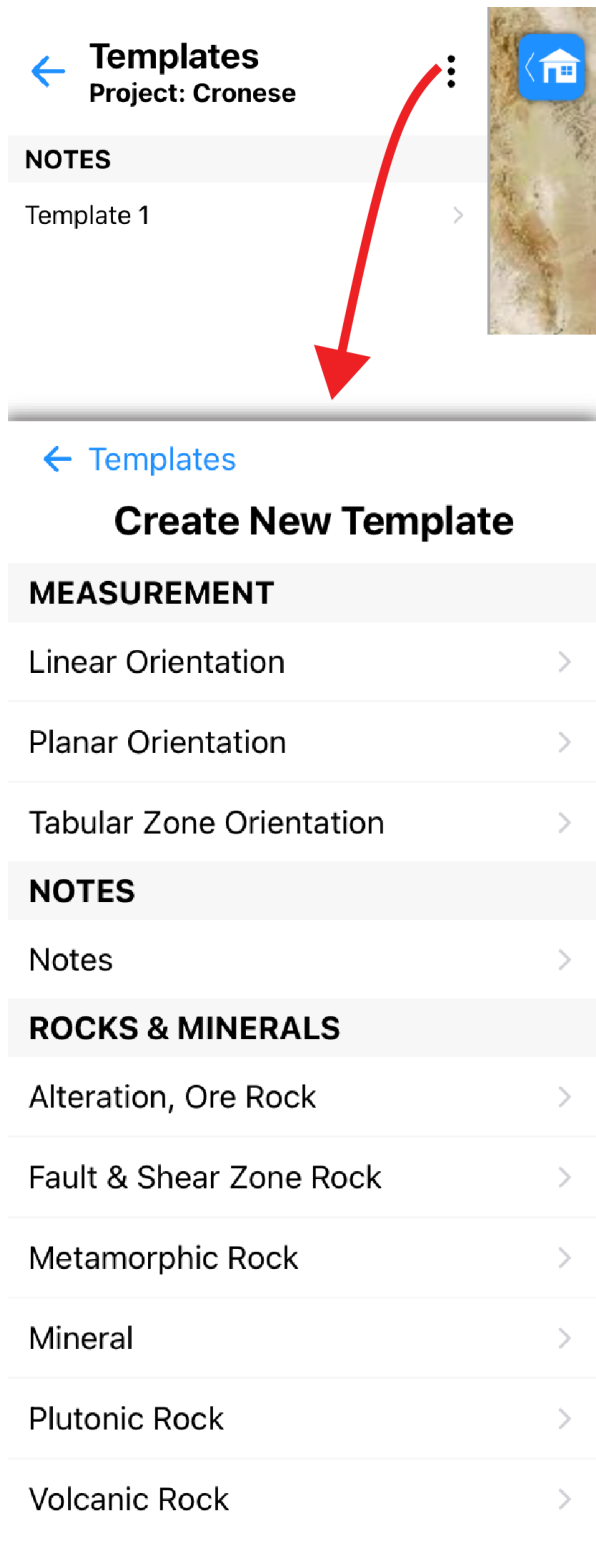 Templates
Project: Cronese
NOTES
Template 1
Templates
Create New Template
MEASUREMENT
Linear Orientation
Planar Orientation
Tabular Zone Orientation
NOTES
Notes
ROCKS & MINERALS
Alteration, Ore Rock
Fault & Shear Zone Rock
Metamorphic Rock
Mineral
Plutonic Rock
Volcanic Rock